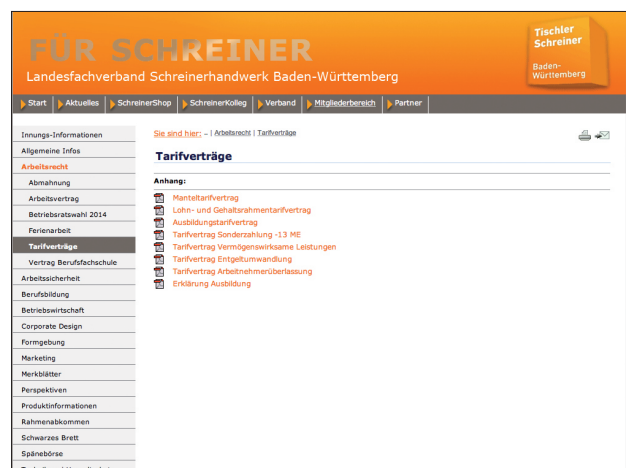 FÜR SCHREINER
Landesfachverband Schreinerhandwerk Baden-Württemberg
Tischler
Schreiner
Baden-
Württemberg
Start Aktuelles SchreinerShop SchreinerKolleg Verband Mitgliederbereich Partner
Innungs-Informationen
Allgemeine Infos
Arbeitsrecht
Abmahnung
Arbeitsvertrag
Betriebsratswahl 2014
Ferienarbeit
Tarifverträge
Vertrag Berufsfachschule
Arbeitssicherheit
Berufsbildung
Betriebswirtschaft
Corporate Design
Formgebung
Marketing
Merkblätter
Perspektiven
Produktinformationen
Rahmenabkommen
Schwarzes Brett
Spänebörse
Sie sind hier: - | Arbeitsrecht | Tarifverträge
Tarifverträge
Anhang:
Manteltarifvertrag
Lohn- und Gehaltsrahmentarifvertrag
Ausbildungstarifvertrag
Tarifvertrag Sonderzahlung -13 ME
Tarifvertrag Vermögenswirksame Leistungen
Tarifvertrag Entgeltumwandlung
Tarifvertrag Arbeitnehmerüberlassung
Erklärung Ausbildung